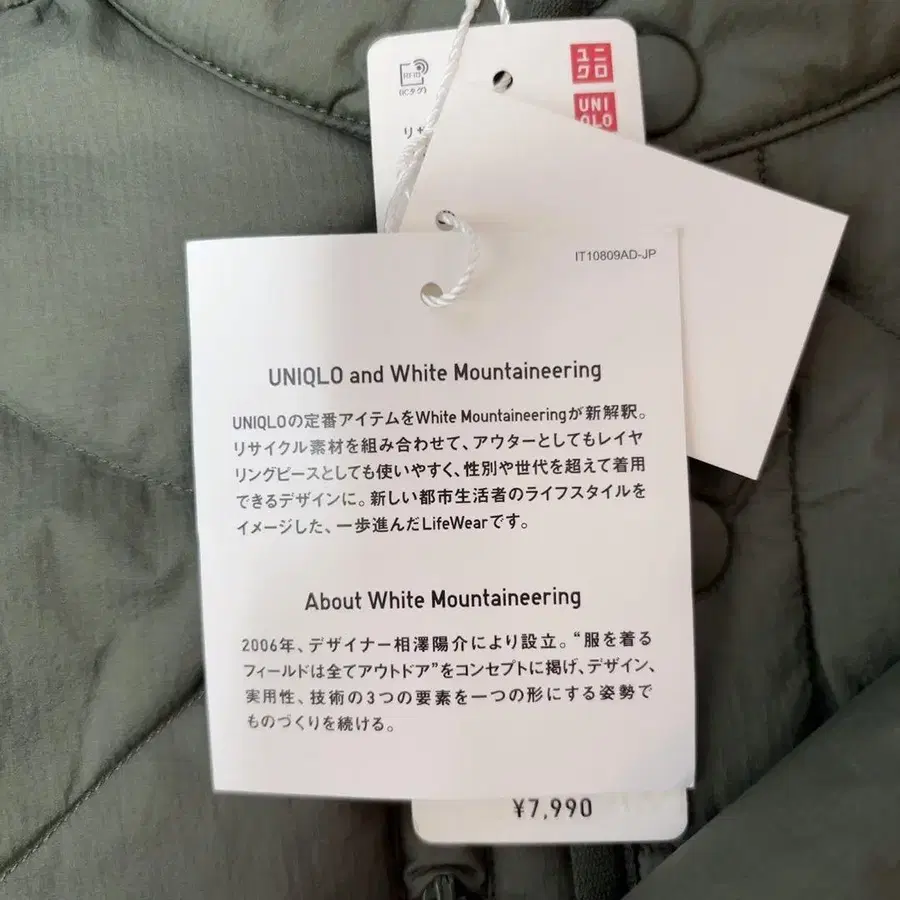 RFID
(ICタグ)
ユニ
クロ
UNI
QLO
リサ
IT10809AD-JP
UNIQLO and White Mountaineering
UNIQLOの定番アイテムをWhite Mountaineeringが新解釈。
リサイクル素材を組み合わせて、アウターとしてもレイヤ
リングピースとしても使いやすく、性別や世代を超えて着用
できるデザインに。新しい都市生活者のライフスタイルを
イメージした、一歩進んだLifeWearです。
About White Mountaineering
2006年、デザイナー相澤陽介により設立。“服を着る
フィールドは全てアウトドア”をコンセプトに掲げ、デザイン、
実用性、技術の3つの要素を一つの形にする姿勢で
ものづくりを続ける。
¥7,990